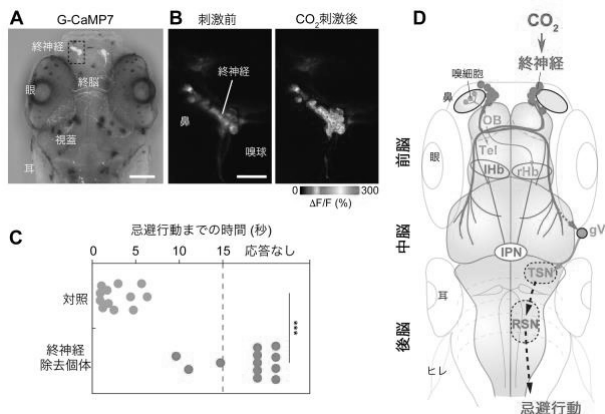 A
G-CaMP7
終神経
終脳
眼
視蓋
耳
B
刺激前
CO₂刺激後
終神経
鼻
嗅球
0
300
ΔF/F (%)
C
忌避行動までの時間 (秒)
0
5
10
15
応答なし
対照
終神経
除去個体
***
D
CO₂
終神経
嗅細胞
鼻
OB
Tel
lHb
rHb
眼
前脳
中脳
gV
IPN
TSN
耳
RSN
後脳
ヒレ
忌避行動